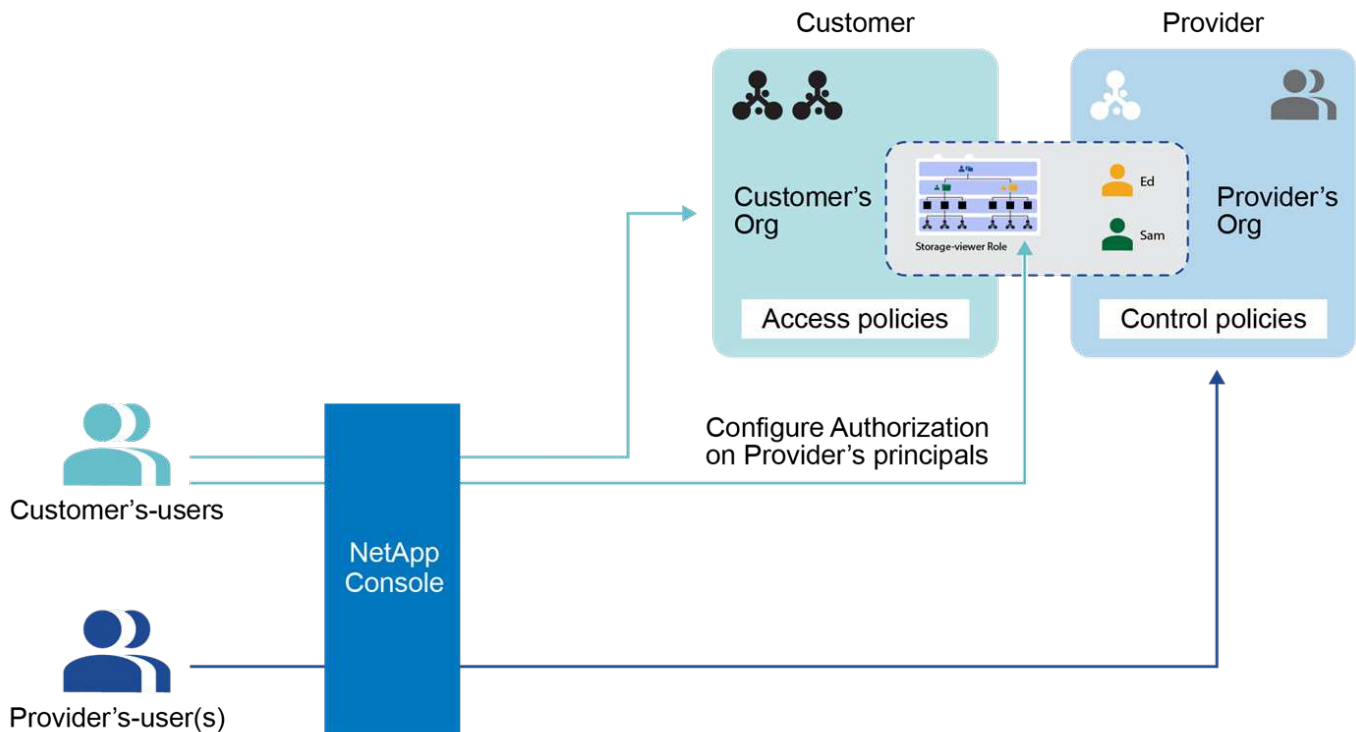 Customer
Provider
Customer's
Org
Storage-viewer Role
Ed
Sam
Provider's
Org
Access policies
Control policies
Configure Authorization
on Provider's principals
Customer's-users
NetApp
Console
Provider's-user(s)